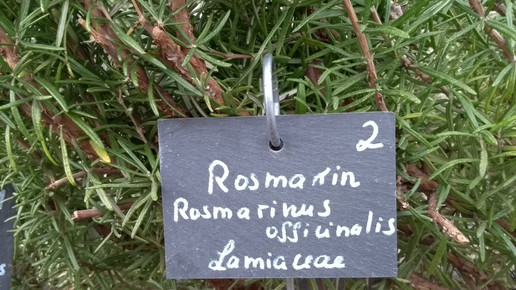 2
Rosmarin
Rosmarinus
officinalis
Lamiaceae